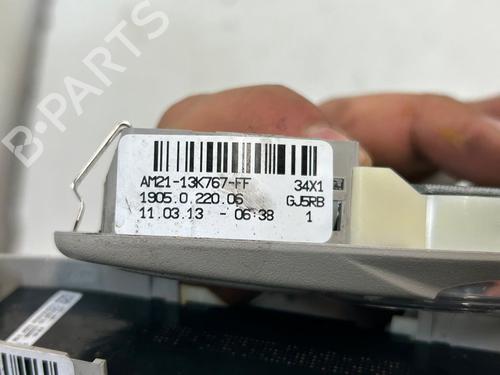 B-PARTS
AM21-13K767-FF 34X1
1905.0.220.06 GJ5RB
11.03.13 - 06:38 1